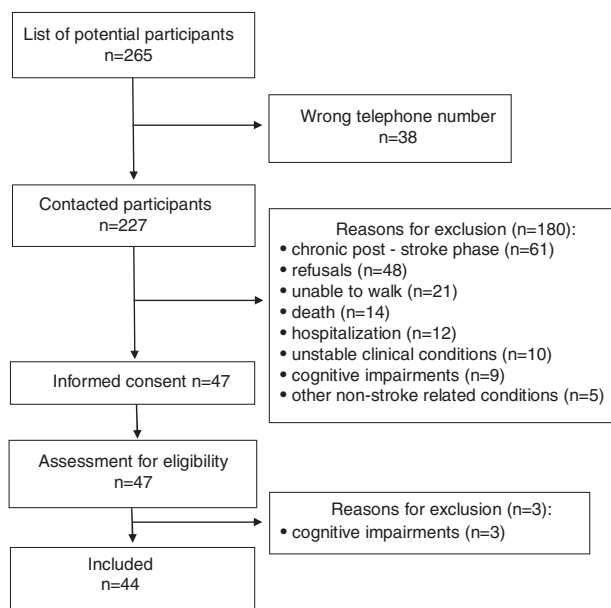 List of potential participants
n=265
Wrong telephone number
n=38
Contacted participants
n=227
Reasons for exclusion (n=180):
• chronic post - stroke phase (n=61)
• refusals (n=48)
• unable to walk (n=21)
• death (n=14)
• hospitalization (n=12)
• unstable clinical conditions (n=10)
• cognitive impairments (n=9)
• other non-stroke related conditions (n=5)
Informed consent n=47
Assessment for eligibility
n=47
Reasons for exclusion (n=3):
• cognitive impairments (n=3)
Included
n=44